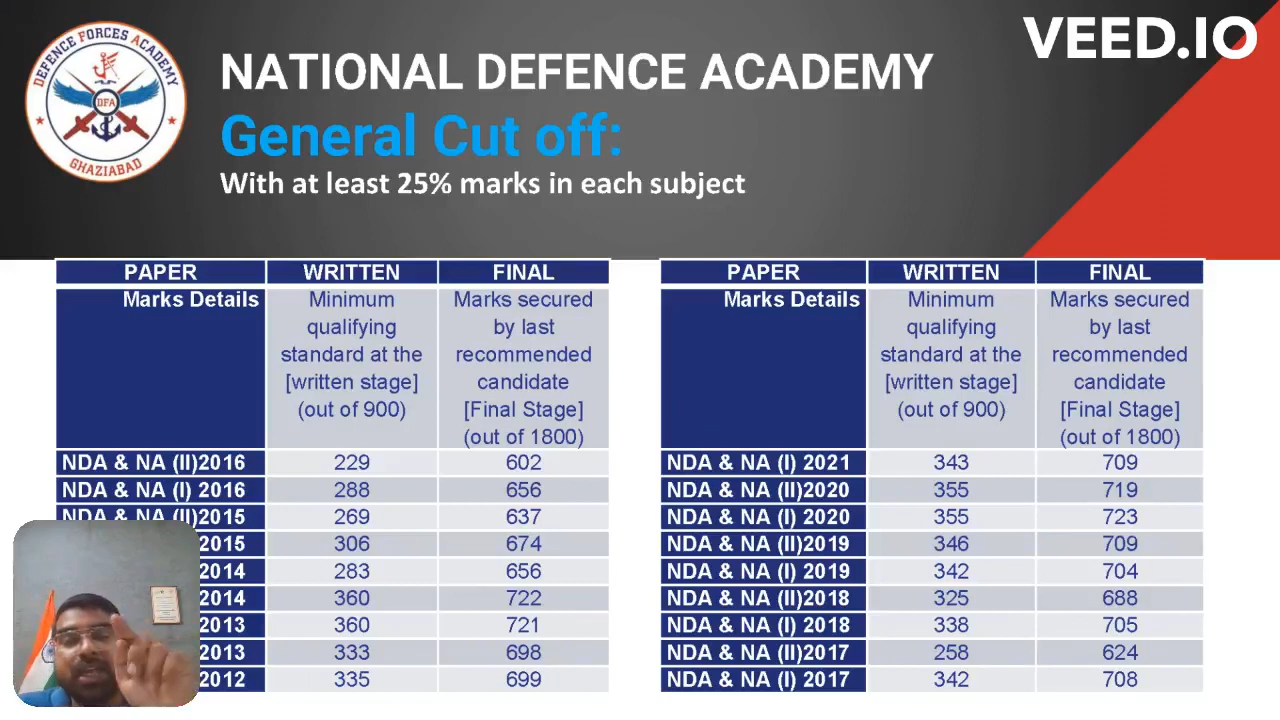 DEFENCE FORCES ACADEMY
DFA
GHAZIABAD
VEED.IO
NATIONAL DEFENCE ACADEMY
General Cut off:
With at least 25% marks in each subject
PAPER WRITTEN FINAL
Marks Details Minimum Marks secured
qualifying by last
standard at the recommended
[written stage] candidate
(out of 900) [Final Stage]
(out of 1800)
NDA & NA (II)2016 229 602
NDA & NA (I) 2016 288 656
NDA & NA (II)2015 269 637
2015 306 674
2014 283 656
2014 360 722
2013 360 721
2013 333 698
2012 335 699
PAPER WRITTEN FINAL
Marks Details Minimum Marks secured
qualifying by last
standard at the recommended
[written stage] candidate
(out of 900) [Final Stage]
(out of 1800)
NDA & NA (I) 2021 343 709
NDA & NA (II)2020 355 719
NDA & NA (I) 2020 355 723
NDA & NA (II)2019 346 709
NDA & NA (I) 2019 342 704
NDA & NA (II)2018 325 688
NDA & NA (I) 2018 338 705
NDA & NA (II)2017 258 624
NDA & NA (I) 2017 342 708